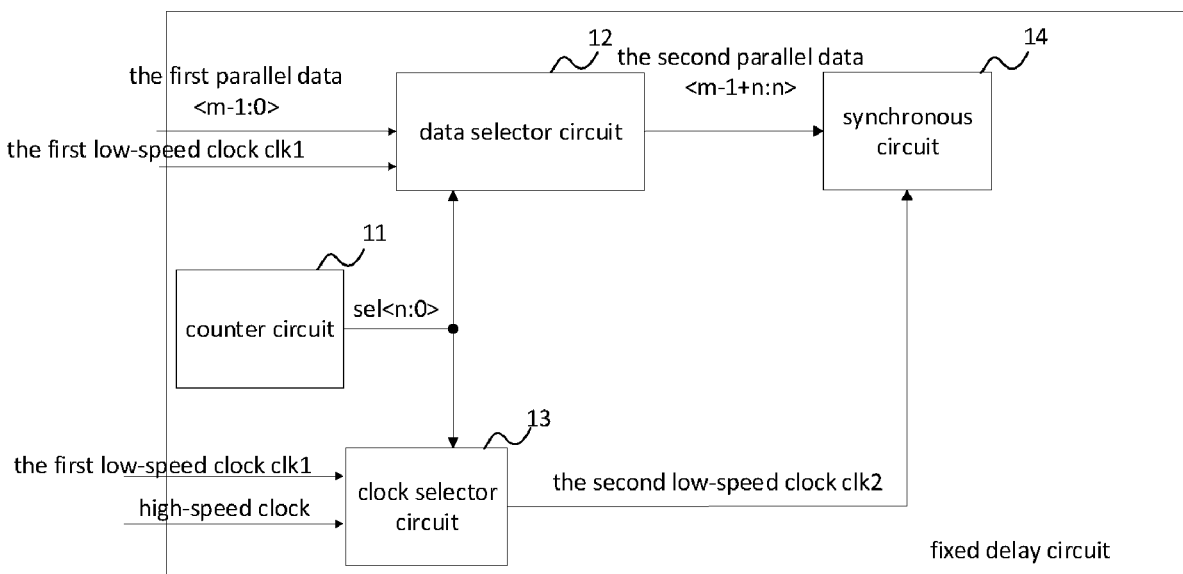 12
the second parallel data
<m-1+n:n>
14
the first parallel data
<m-1:0>
data selector circuit
synchronous
circuit
the first low-speed clock clk1
11
sel<n:0>
counter circuit
13
the first low-speed clock clk1
high-speed clock
clock selector
circuit
the second low-speed clock clk2
fixed delay circuit